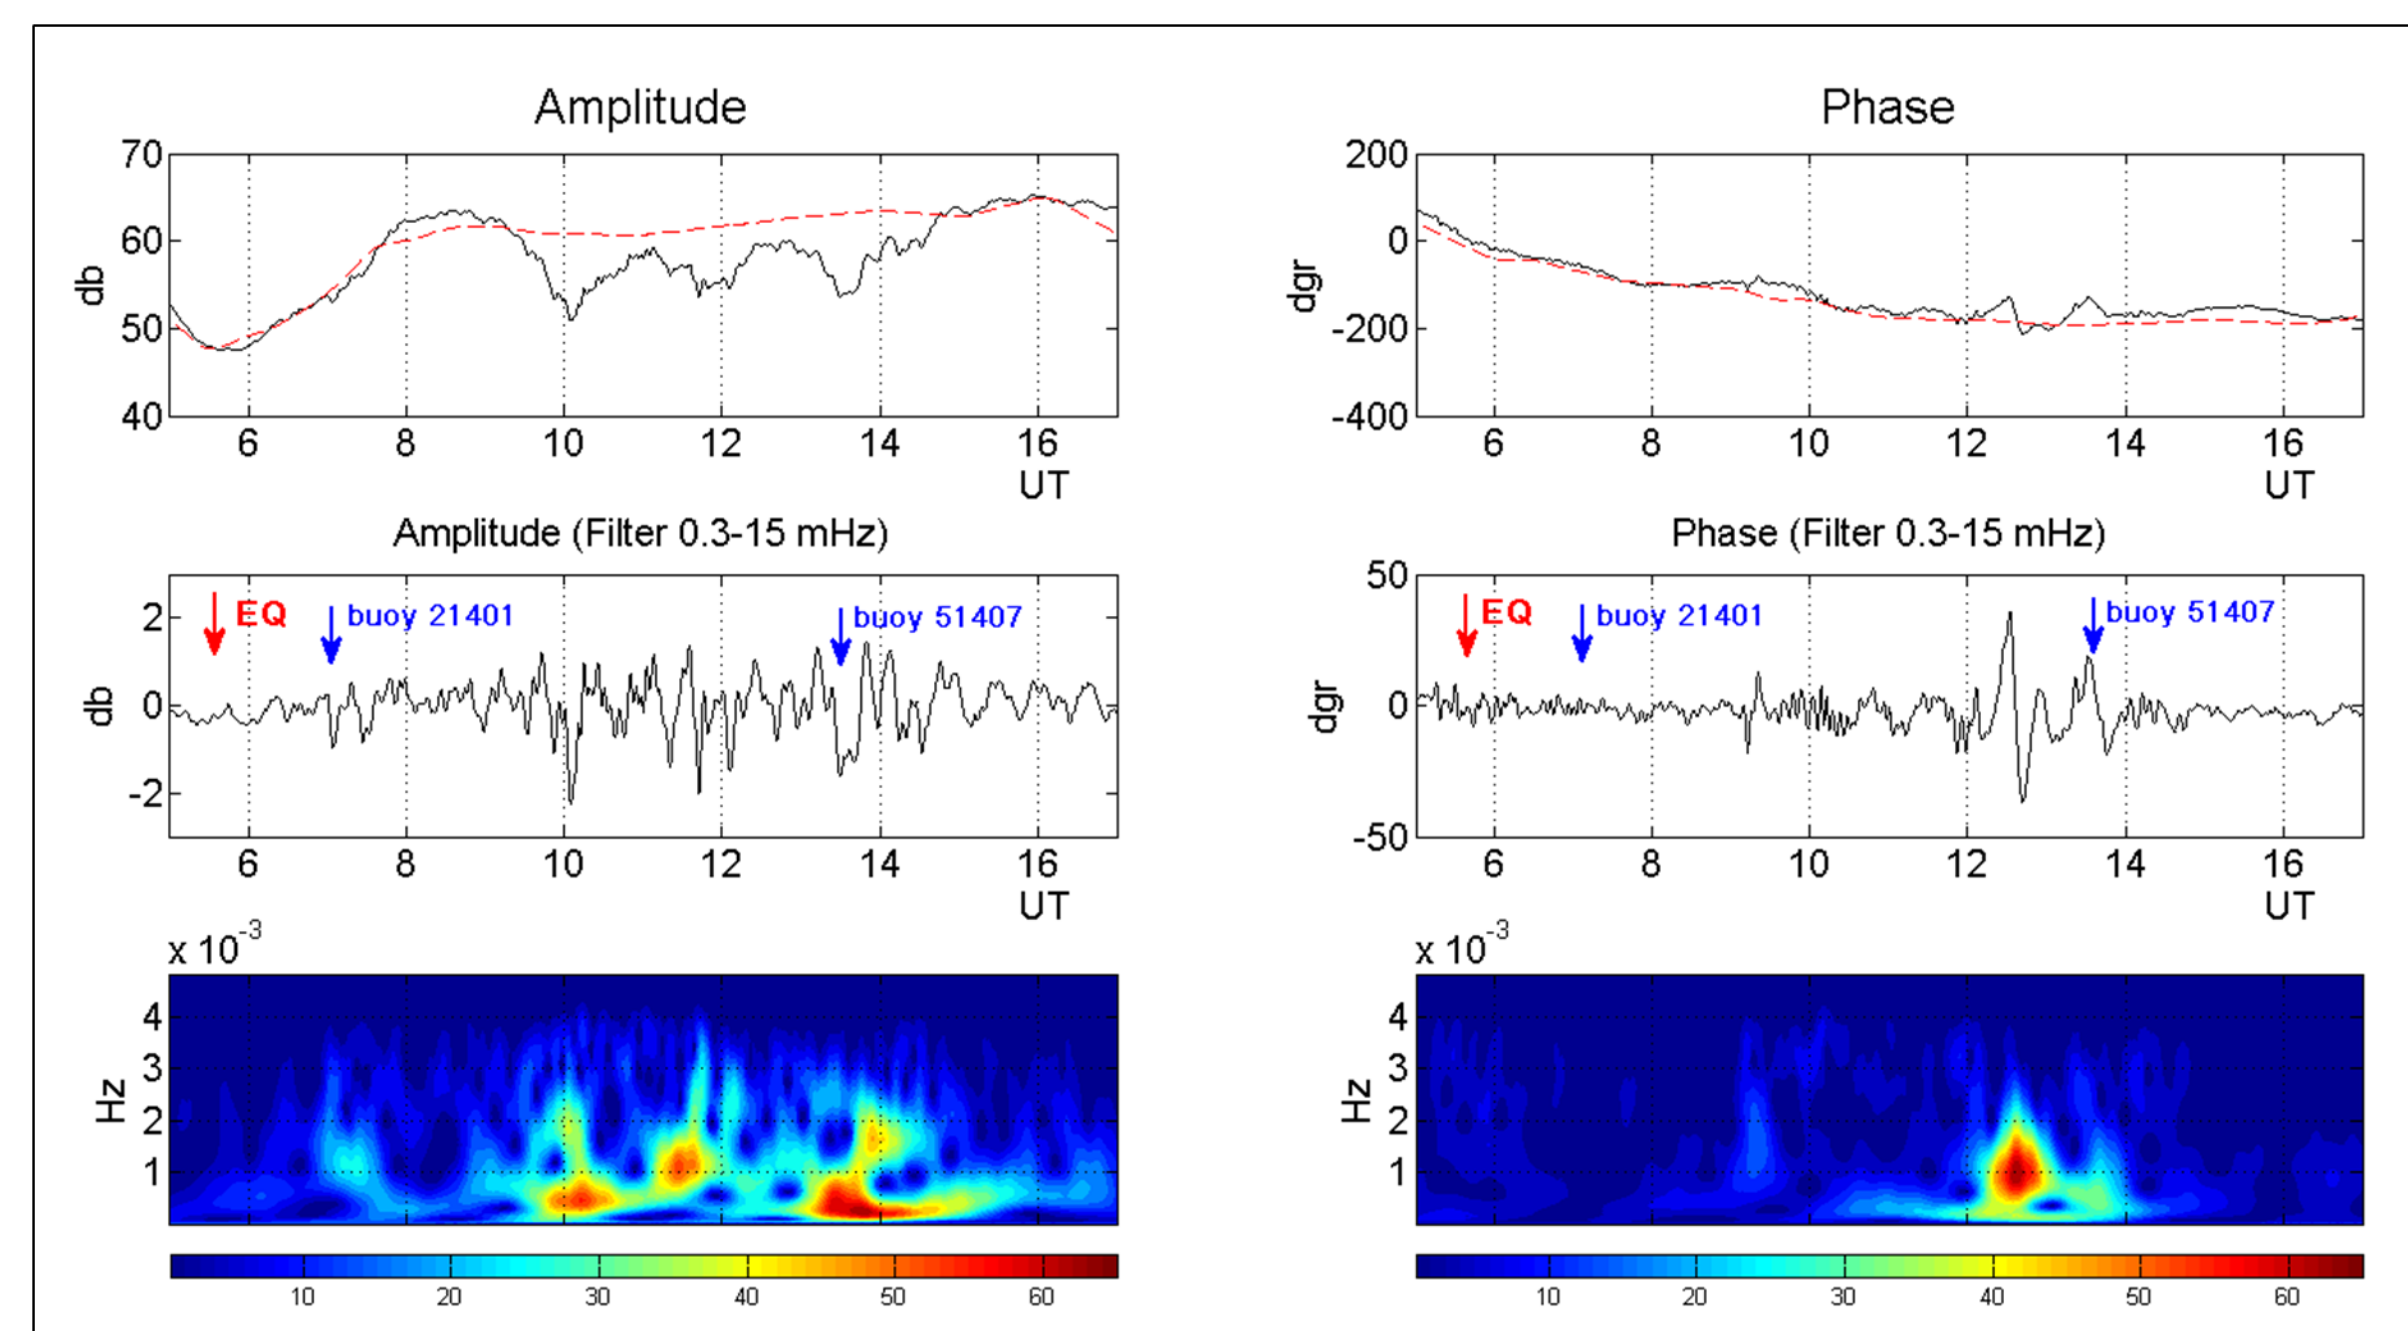 Amplitude
70
60
50
40
db
6 8 10 12 14 16
UT
Phase
200
0
-200
-400
dgr
6 8 10 12 14 16
UT
Amplitude (Filter 0.3-15 mHz)
2
0
-2
db
EQ
buoy 21401
buoy 51407
6 8 10 12 14 16
UT
Phase (Filter 0.3-15 mHz)
50
0
-50
dgr
EQ
buoy 21401
buoy 51407
6 8 10 12 14 16
UT
x 10⁻³
4
3
2
1
Hz
10 20 30 40 50 60
x 10⁻³
4
3
2
1
Hz
10 20 30 40 50 60